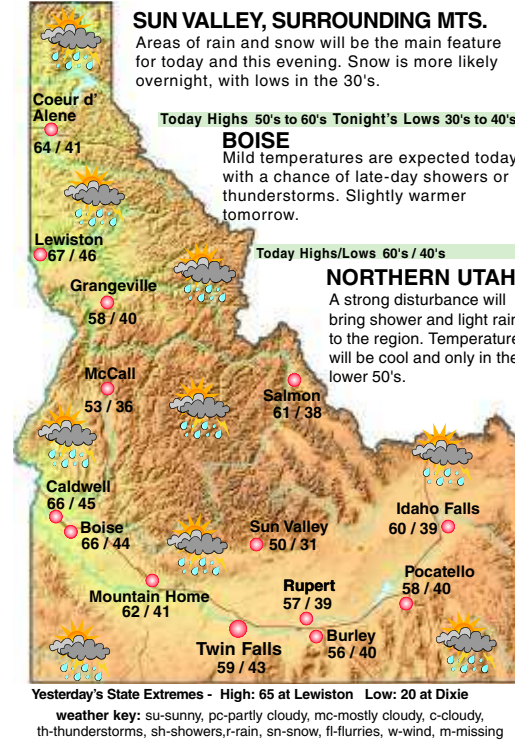 SUN VALLEY, SURROUNDING MTS.
Areas of rain and snow will be the main feature
for today and this evening. Snow is more likely
overnight, with lows in the 30's.
Today Highs 50's to 60's Tonight's Lows 30's to 40's
BOISE
Mild temperatures are expected today
with a chance of late-day showers or
thunderstorms. Slightly warmer
tomorrow.
Today Highs/Lows 60's / 40's
NORTHERN UTAH
A strong disturbance will
bring shower and light rain
to the region. Temperature
will be cool and only in the
lower 50's.
Coeur d'
Alene
64 / 41
Lewiston
67 / 46
Grangeville
58 / 40
McCall
53 / 36
Salmon
61 / 38
Caldwell
66 / 45
Boise
66 / 44
Sun Valley
50 / 31
Idaho Falls
60 / 39
Mountain Home
62 / 41
Rupert
57 / 39
Pocatello
58 / 40
Twin Falls
59 / 43
Burley
56 / 40
Yesterday's State Extremes - High: 65 at Lewiston Low: 20 at Dixie
weather key: su-sunny, pc-partly cloudy, mc-mostly cloudy, c-cloudy,
th-thunderstorms, sh-showers,r-rain, sn-snow, fl-flurries, w-wind, m-missing